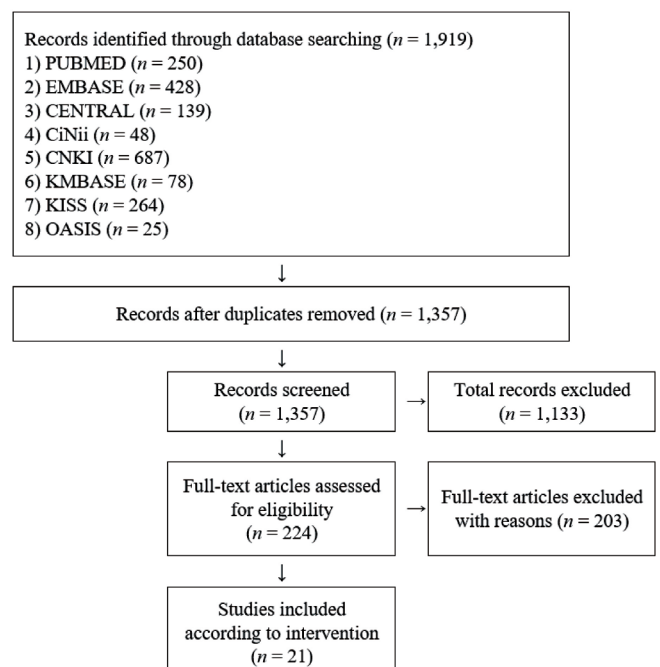 Records identified through database searching (n = 1,919)
1) PUBMED (n = 250)
2) EMBASE (n = 428)
3) CENTRAL (n = 139)
4) CiNii (n = 48)
5) CNKI (n = 687)
6) KMBASE (n = 78)
7) KISS (n = 264)
8) OASIS (n = 25)
↓
Records after duplicates removed (n = 1,357)
↓
Records screened
(n = 1,357)
→
Total records excluded
(n = 1,133)
↓
Full-text articles assessed
for eligibility
(n = 224)
→
Full-text articles excluded
with reasons (n = 203)
↓
Studies included
according to intervention
(n = 21)